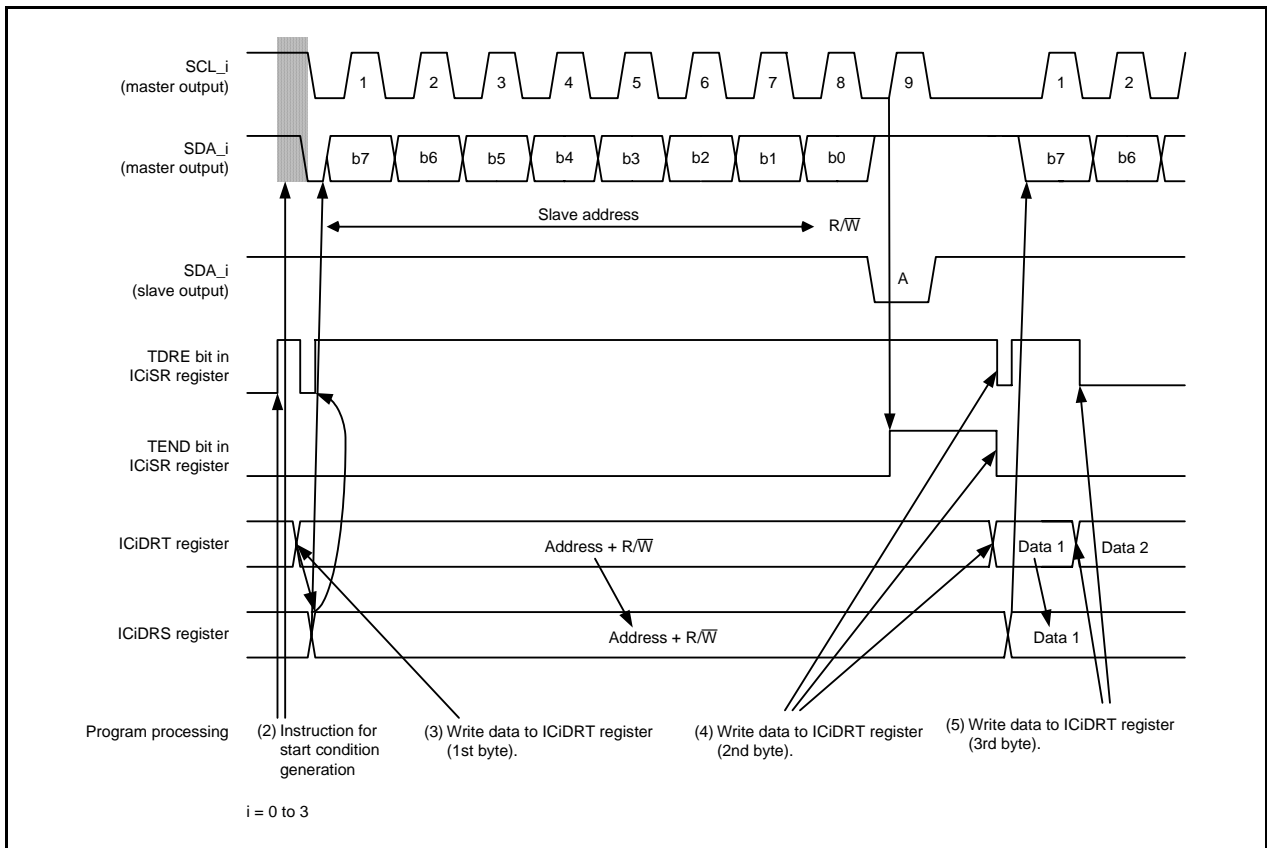 SCL_i
(master output)
1 2 3 4 5 6 7 8 9 1 2
SDA_i
(master output)
b7 b6 b5 b4 b3 b2 b1 b0 b7 b6
Slave address
R/W̅
SDA_i
(slave output)
A
TDRE bit in
ICiSR register
TEND bit in
ICiSR register
ICiDRT register
Address + R/W̅
Data 1
Data 2
ICiDRS register
Address + R/W̅
Data 1
Program processing
(2) Instruction for
start condition
generation
(3) Write data to ICiDRT register
(1st byte).
(4) Write data to ICiDRT register
(2nd byte).
(5) Write data to ICiDRT register
(3rd byte).
i = 0 to 3